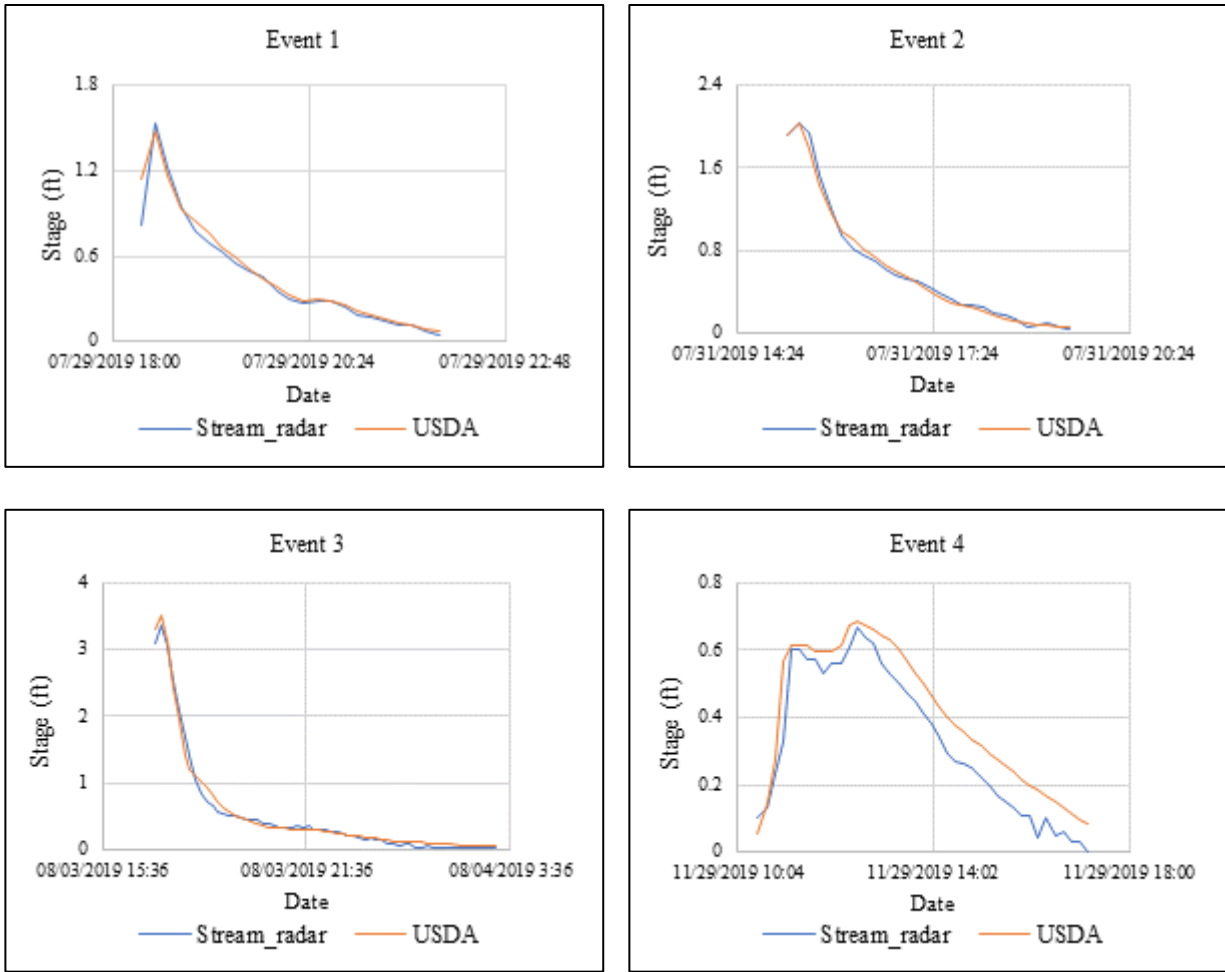 Event 1
1.8
1.2
0.6
0
Stage (ft)
07/29/2019 18:00 07/29/2019 20:24 07/29/2019 22:48
Date
Stream_radar USDA
Event 2
2.4
1.6
0.8
0
Stage (ft)
07/31/2019 14:24 07/31/2019 17:24 07/31/2019 20:24
Date
Stream_radar USDA
Event 3
4
3
2
1
0
Stage (ft)
08/03/2019 15:36 08/03/2019 21:36 08/04/2019 3:36
Date
Stream_radar USDA
Event 4
0.8
0.6
0.4
0.2
0
Stage (ft)
11/29/2019 10:04 11/29/2019 14:02 11/29/2019 18:00
Date
Stream_radar USDA